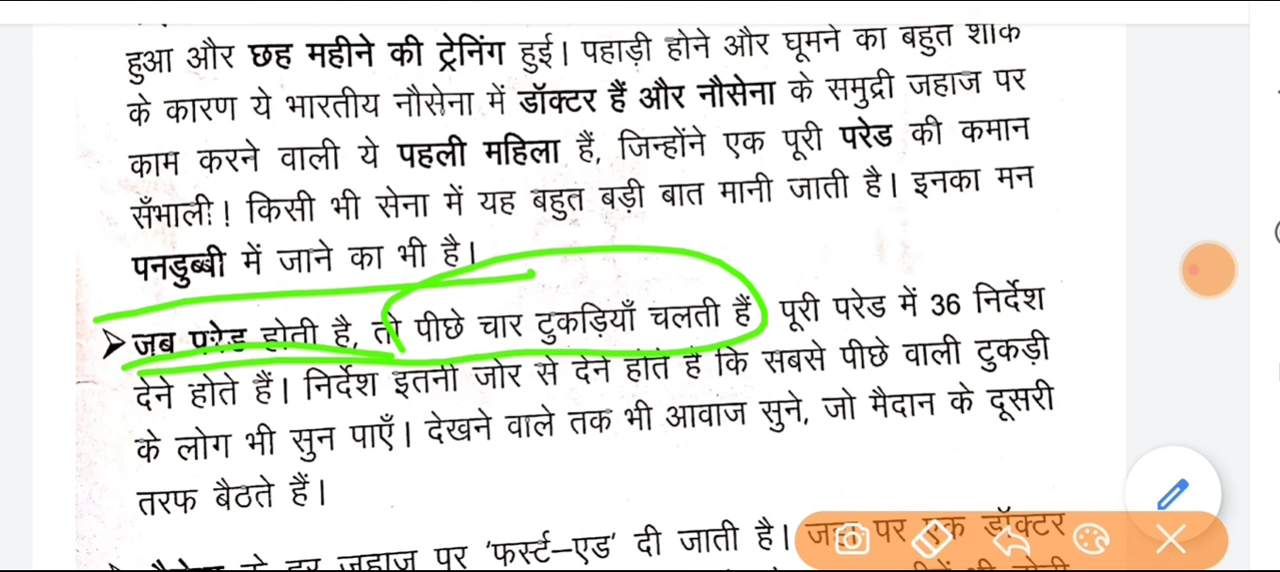 हुआ और छह महीने की ट्रेनिंग हुई। पहाड़ी होने और घूमने का बहुत शौक
के कारण ये भारतीय नौसेना में डॉक्टर हैं और नौसेना के समुद्री जहाज पर
काम करने वाली ये पहली महिला हैं, जिन्होंने एक पूरी परेड की कमान
सँभाली! किसी भी सेना में यह बहुत बड़ी बात मानी जाती है। इनका मन
पनडुब्बी में जाने का भी है।
➤ जब परेड होती है, तो पीछे चार टुकड़ियाँ चलती हैं पूरी परेड में 36 निर्देश
देने होते हैं। निर्देश इतनी जोर से देने होते हैं कि सबसे पीछे वाली टुकड़ी
के लोग भी सुन पाएँ। देखने वाले तक भी आवाज सुने, जो मैदान के दूसरी
तरफ बैठते हैं।
हर जहाज पर 'फर्स्ट–एड' दी जाती है। जहाँ पर एक डॉक्टर